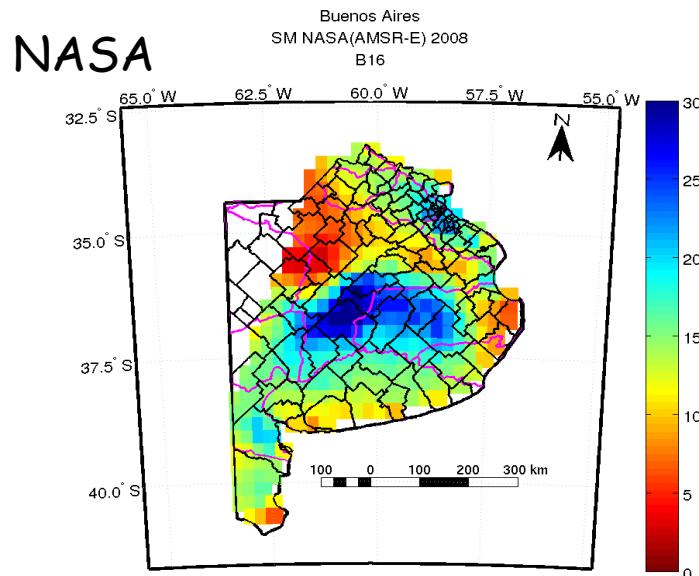 Buenos Aires
SM NASA(AMSR-E) 2008
B16
NASA
65.0° W 62.5° W 60.0° W 57.5° W 55.0° W
32.5° S
35.0° S
37.5° S
40.0° S
N
100 0 100 200 300 km
30
25
20
15
10
5
0